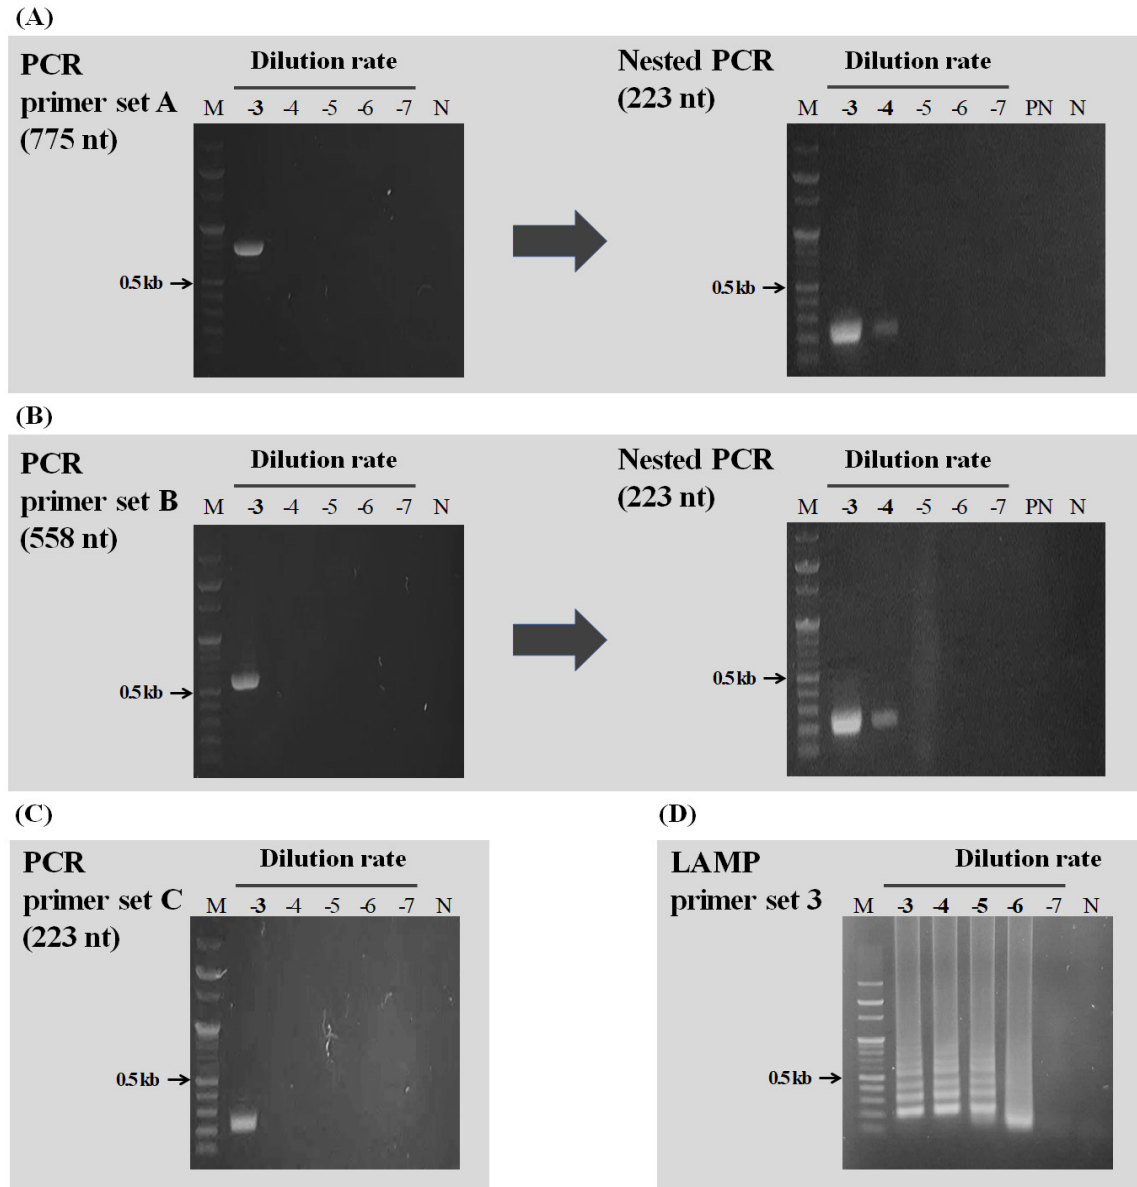 (A)
PCR
primer set A
(775 nt)
Dilution rate
M -3 -4 -5 -6 -7 N
0.5 kb
Nested PCR
(223 nt)
Dilution rate
M -3 -4 -5 -6 -7 PN N
0.5 kb
(B)
PCR
primer set B
(558 nt)
Dilution rate
M -3 -4 -5 -6 -7 N
0.5 kb
Nested PCR
(223 nt)
Dilution rate
M -3 -4 -5 -6 -7 PN N
0.5 kb
(C)
PCR
primer set C
(223 nt)
Dilution rate
M -3 -4 -5 -6 -7 N
0.5 kb
(D)
LAMP
primer set 3
Dilution rate
M -3 -4 -5 -6 -7 N
0.5 kb